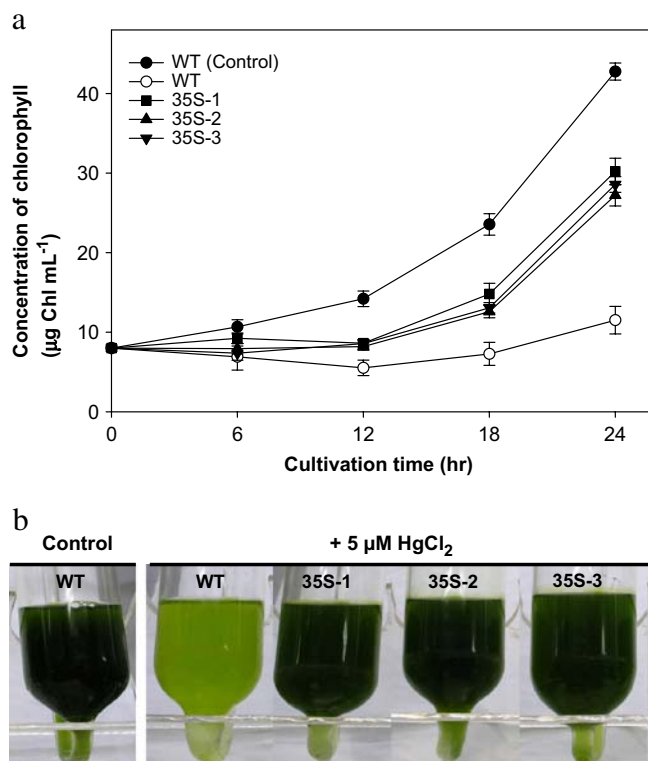 a
WT (Control)
WT
35S-1
35S-2
35S-3
Concentration of chlorophyll
(µg Chl mL⁻¹)
40
30
20
10
0
0 6 12 18 24
Cultivation time (hr)
b
Control
+ 5 µM HgCl₂
WT WT 35S-1 35S-2 35S-3